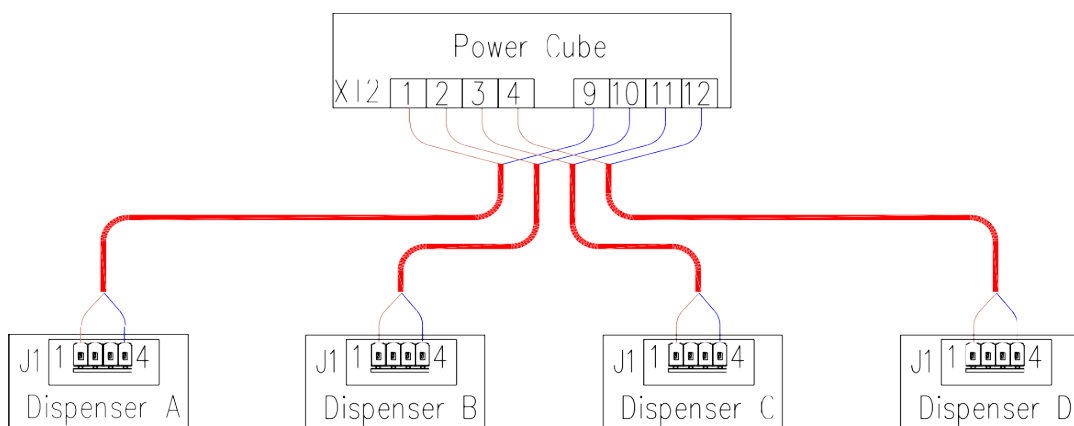 Power Cube
X12 1 2 3 4 9 10 11 12
J1 1 4 J1 1 4 J1 1 4 J1 1 4
Dispenser A Dispenser B Dispenser C Dispenser D